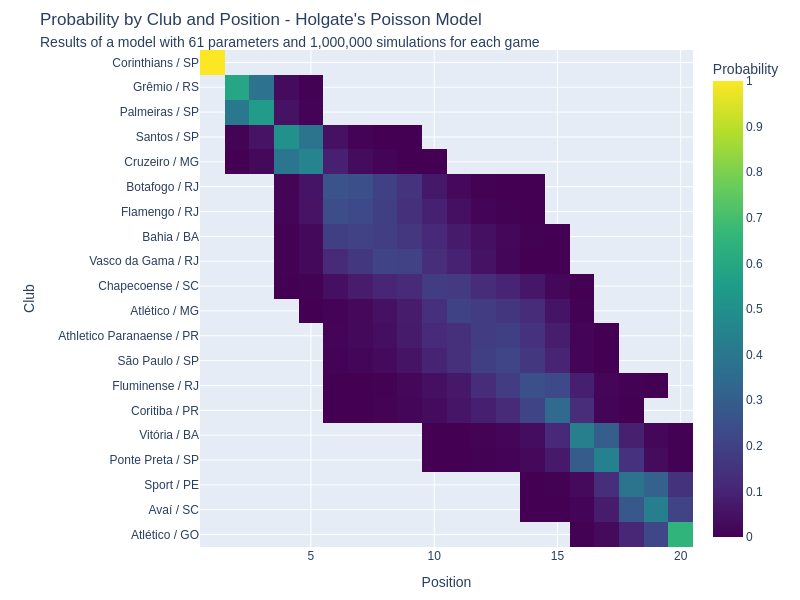 Probability by Club and Position - Holgate's Poisson Model
Results of a model with 61 parameters and 1,000,000 simulations for each game
Probability
Corinthians / SP
Grêmio / RS
Palmeiras / SP
Santos / SP
Cruzeiro / MG
Botafogo / RJ
Flamengo / RJ
Bahia / BA
Vasco da Gama / RJ
Chapecoense / SC
Atlético / MG
Athletico Paranaense / PR
São Paulo / SP
Fluminense / RJ
Coritiba / PR
Vitória / BA
Ponte Preta / SP
Sport / PE
Avaí / SC
Atlético / GO
Club
5
10
15
20
Position
1
0.9
0.8
0.7
0.6
0.5
0.4
0.3
0.2
0.1
0